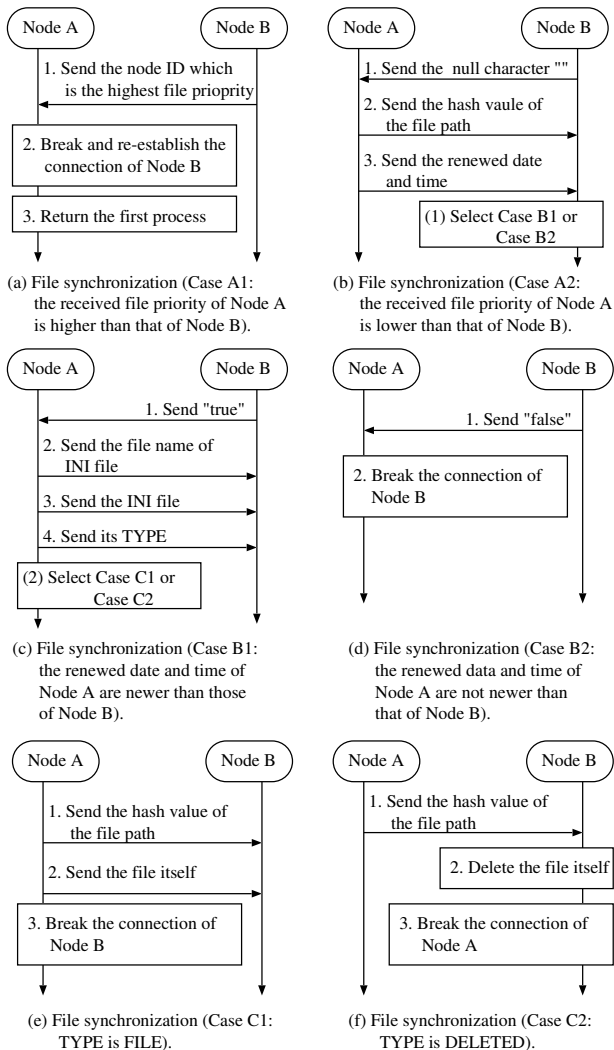 Node A
Node B
1. Send the node ID which
is the highest file prioprity
2. Break and re-establish the
connection of Node B
3. Return the first process
(a) File synchronization (Case A1:
the received file priority of Node A
is higher than that of Node B).
Node A
Node B
1. Send the null character ""
2. Send the hash vaule of
the file path
3. Send the renewed date
and time
(1) Select Case B1 or
Case B2
(b) File synchronization (Case A2:
the received file priority of Node A
is lower than that of Node B).
Node A
Node B
1. Send "true"
2. Send the file name of
INI file
3. Send the INI file
4. Send its TYPE
(2) Select Case C1 or
Case C2
(c) File synchronization (Case B1:
the renewed date and time of
Node A are newer than those
of Node B).
Node A
Node B
1. Send "false"
2. Break the connection of
Node B
(d) File synchronization (Case B2:
the renewed data and time of
Node A are not newer than
that of Node B).
Node A
Node B
1. Send the hash value of
the file path
2. Send the file itself
3. Break the connection of
Node B
(e) File synchronization (Case C1:
TYPE is FILE).
Node A
Node B
1. Send the hash value of
the file path
2. Delete the file itself
3. Break the connection of
Node A
(f) File synchronization (Case C2:
TYPE is DELETED).